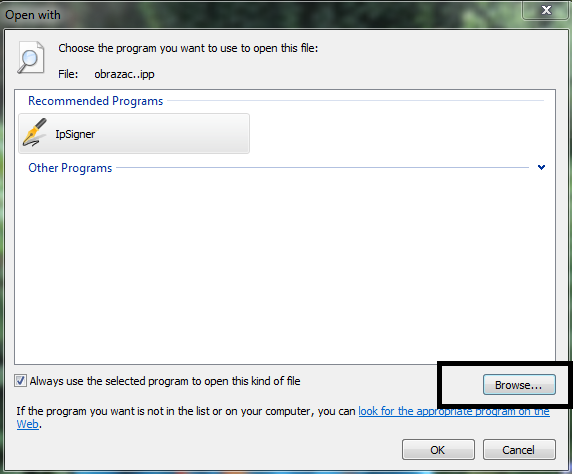 Open with
Choose the program you want to use to open this file:
File: obrazac..ipp
Recommended Programs
IpSigner
Other Programs
Always use the selected program to open this kind of file
Browse...
If the program you want is not in the list or on your computer, you can look for the appropriate program on the
Web.
OK
Cancel